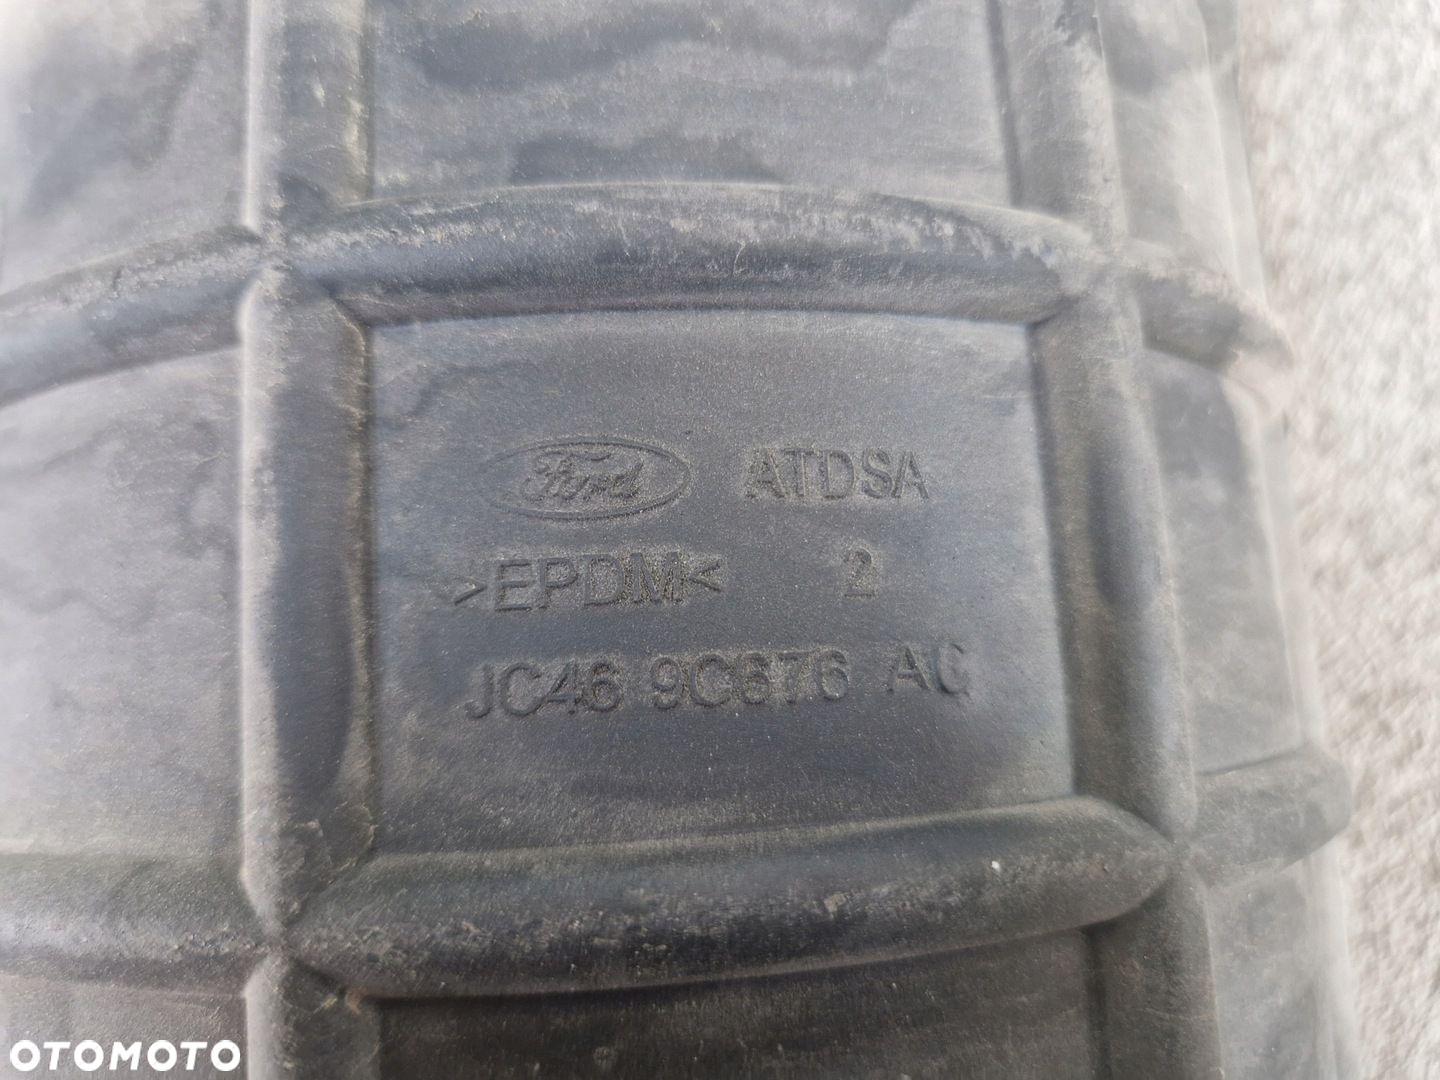 Ford ATDSA
>EPDM< 2
JC46 9C676 AC
OTOMOTO